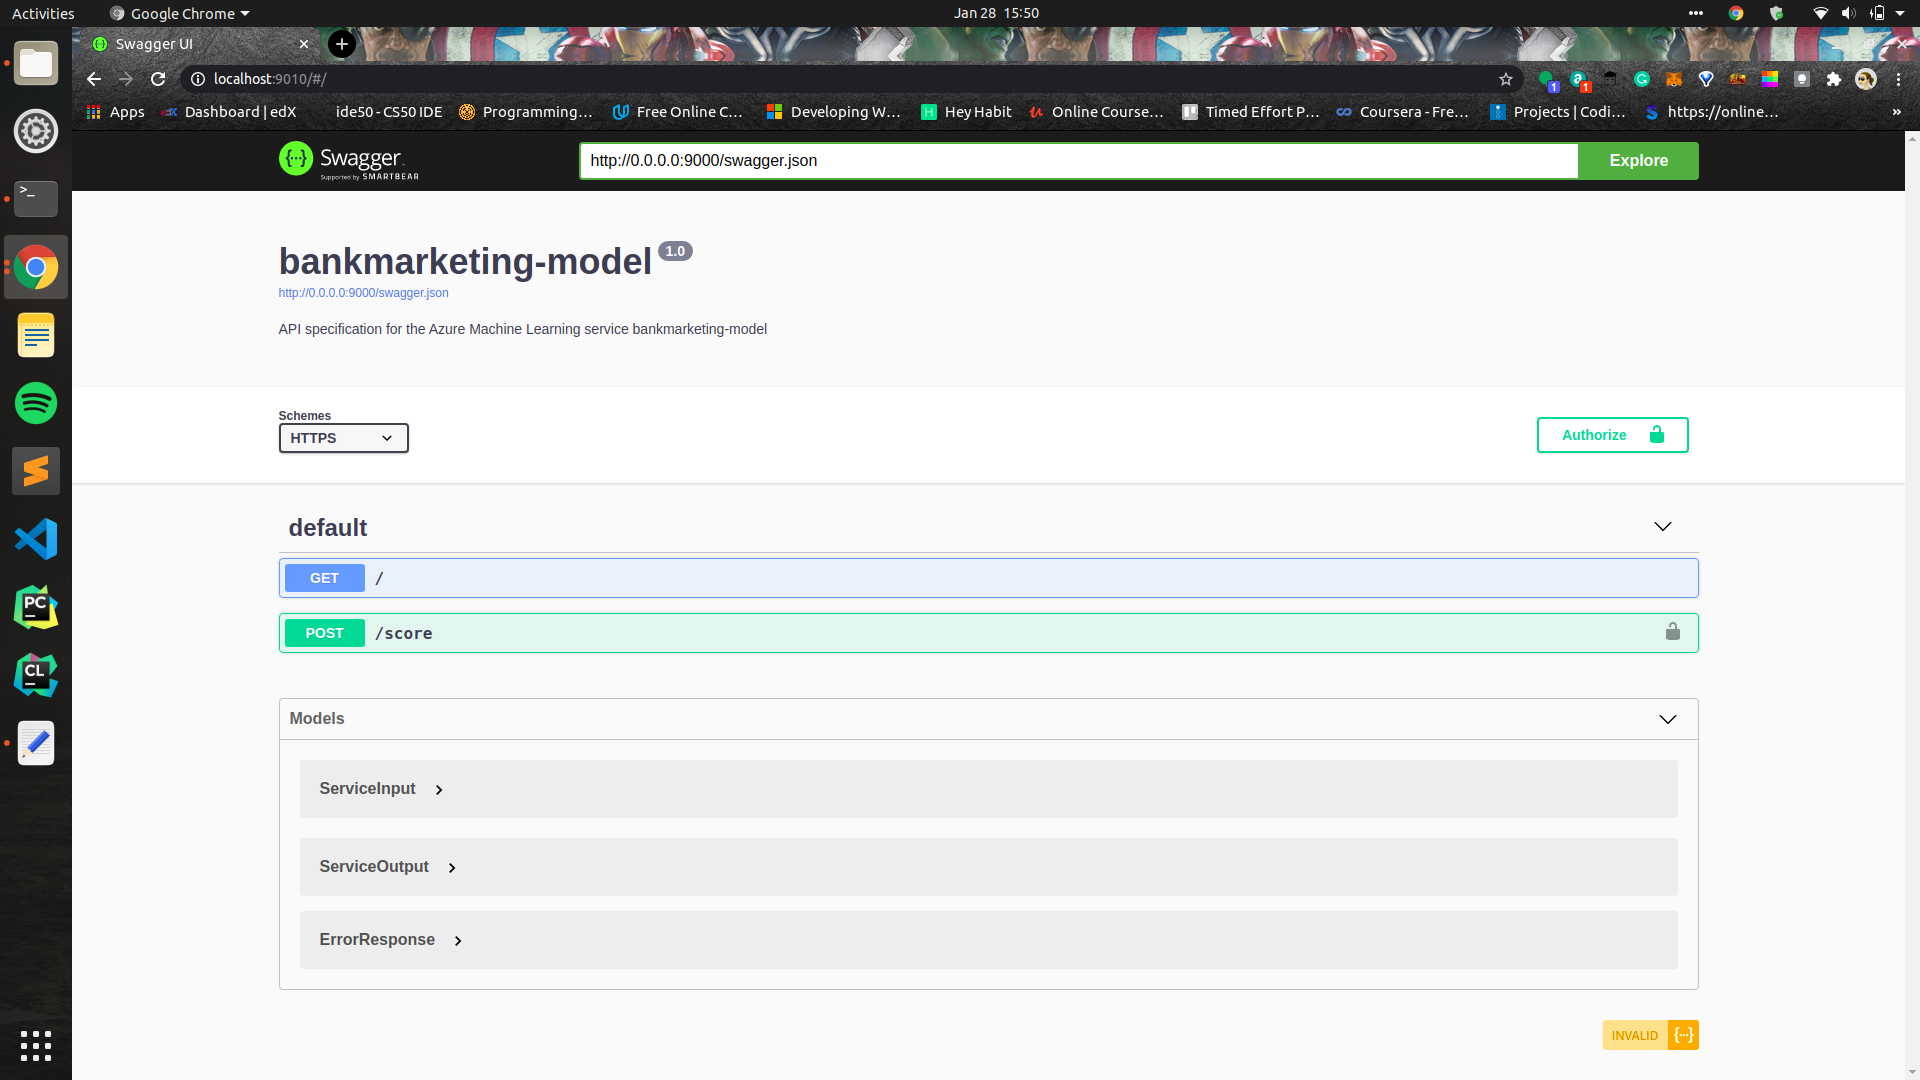 Activities
Google Chrome
Jan 28 15:50
Swagger UI
localhost:9010/#/
1
1
Apps
Dashboard | edX
ide50 - CS50 IDE
Programming…
Free Online C…
Developing W…
Hey Habit
Online Course…
Timed Effort P…
Coursera - Fre…
Projects | Codi…
https://online…
»
Swagger
Supported by SMARTBEAR
http://0.0.0.0:9000/swagger.json
Explore
bankmarketing-model 1.0
http://0.0.0.0:9000/swagger.json
API specification for the Azure Machine Learning service bankmarketing-model
Schemes
HTTPS
Authorize
default
GET /
POST /score
Models
ServiceInput
ServiceOutput
ErrorResponse
INVALID {...}
PC
CL